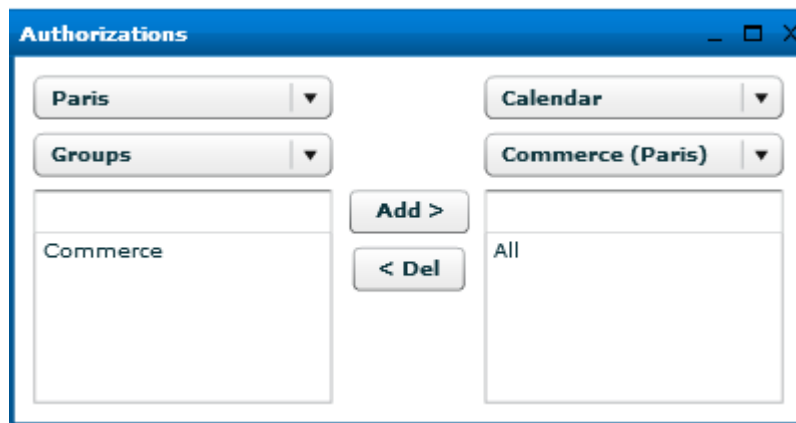 Authorizations
Paris
Calendar
Groups
Commerce (Paris)
Add >
Commerce
< Del
All